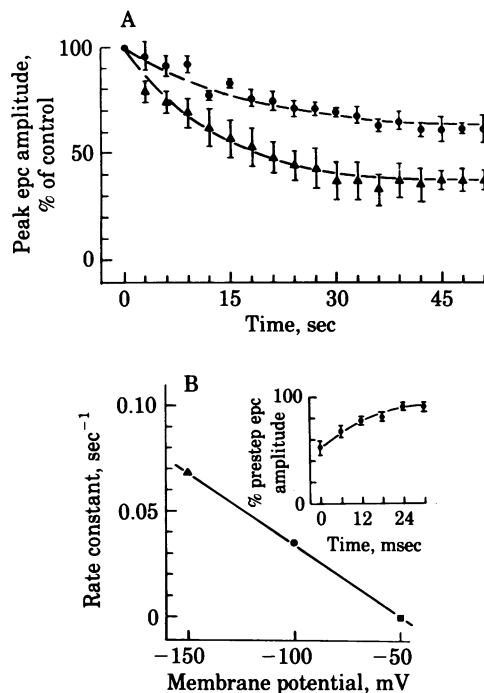 A
Peak epc amplitude,
% of control
100
50
0
0 15 30 45
Time, sec
B
Rate constant, sec⁻¹
0.10
0.05
0
−150 −100 −50
Membrane potential, mV
% prestep epc
amplitude
100
0
0 12 24
Time, msec